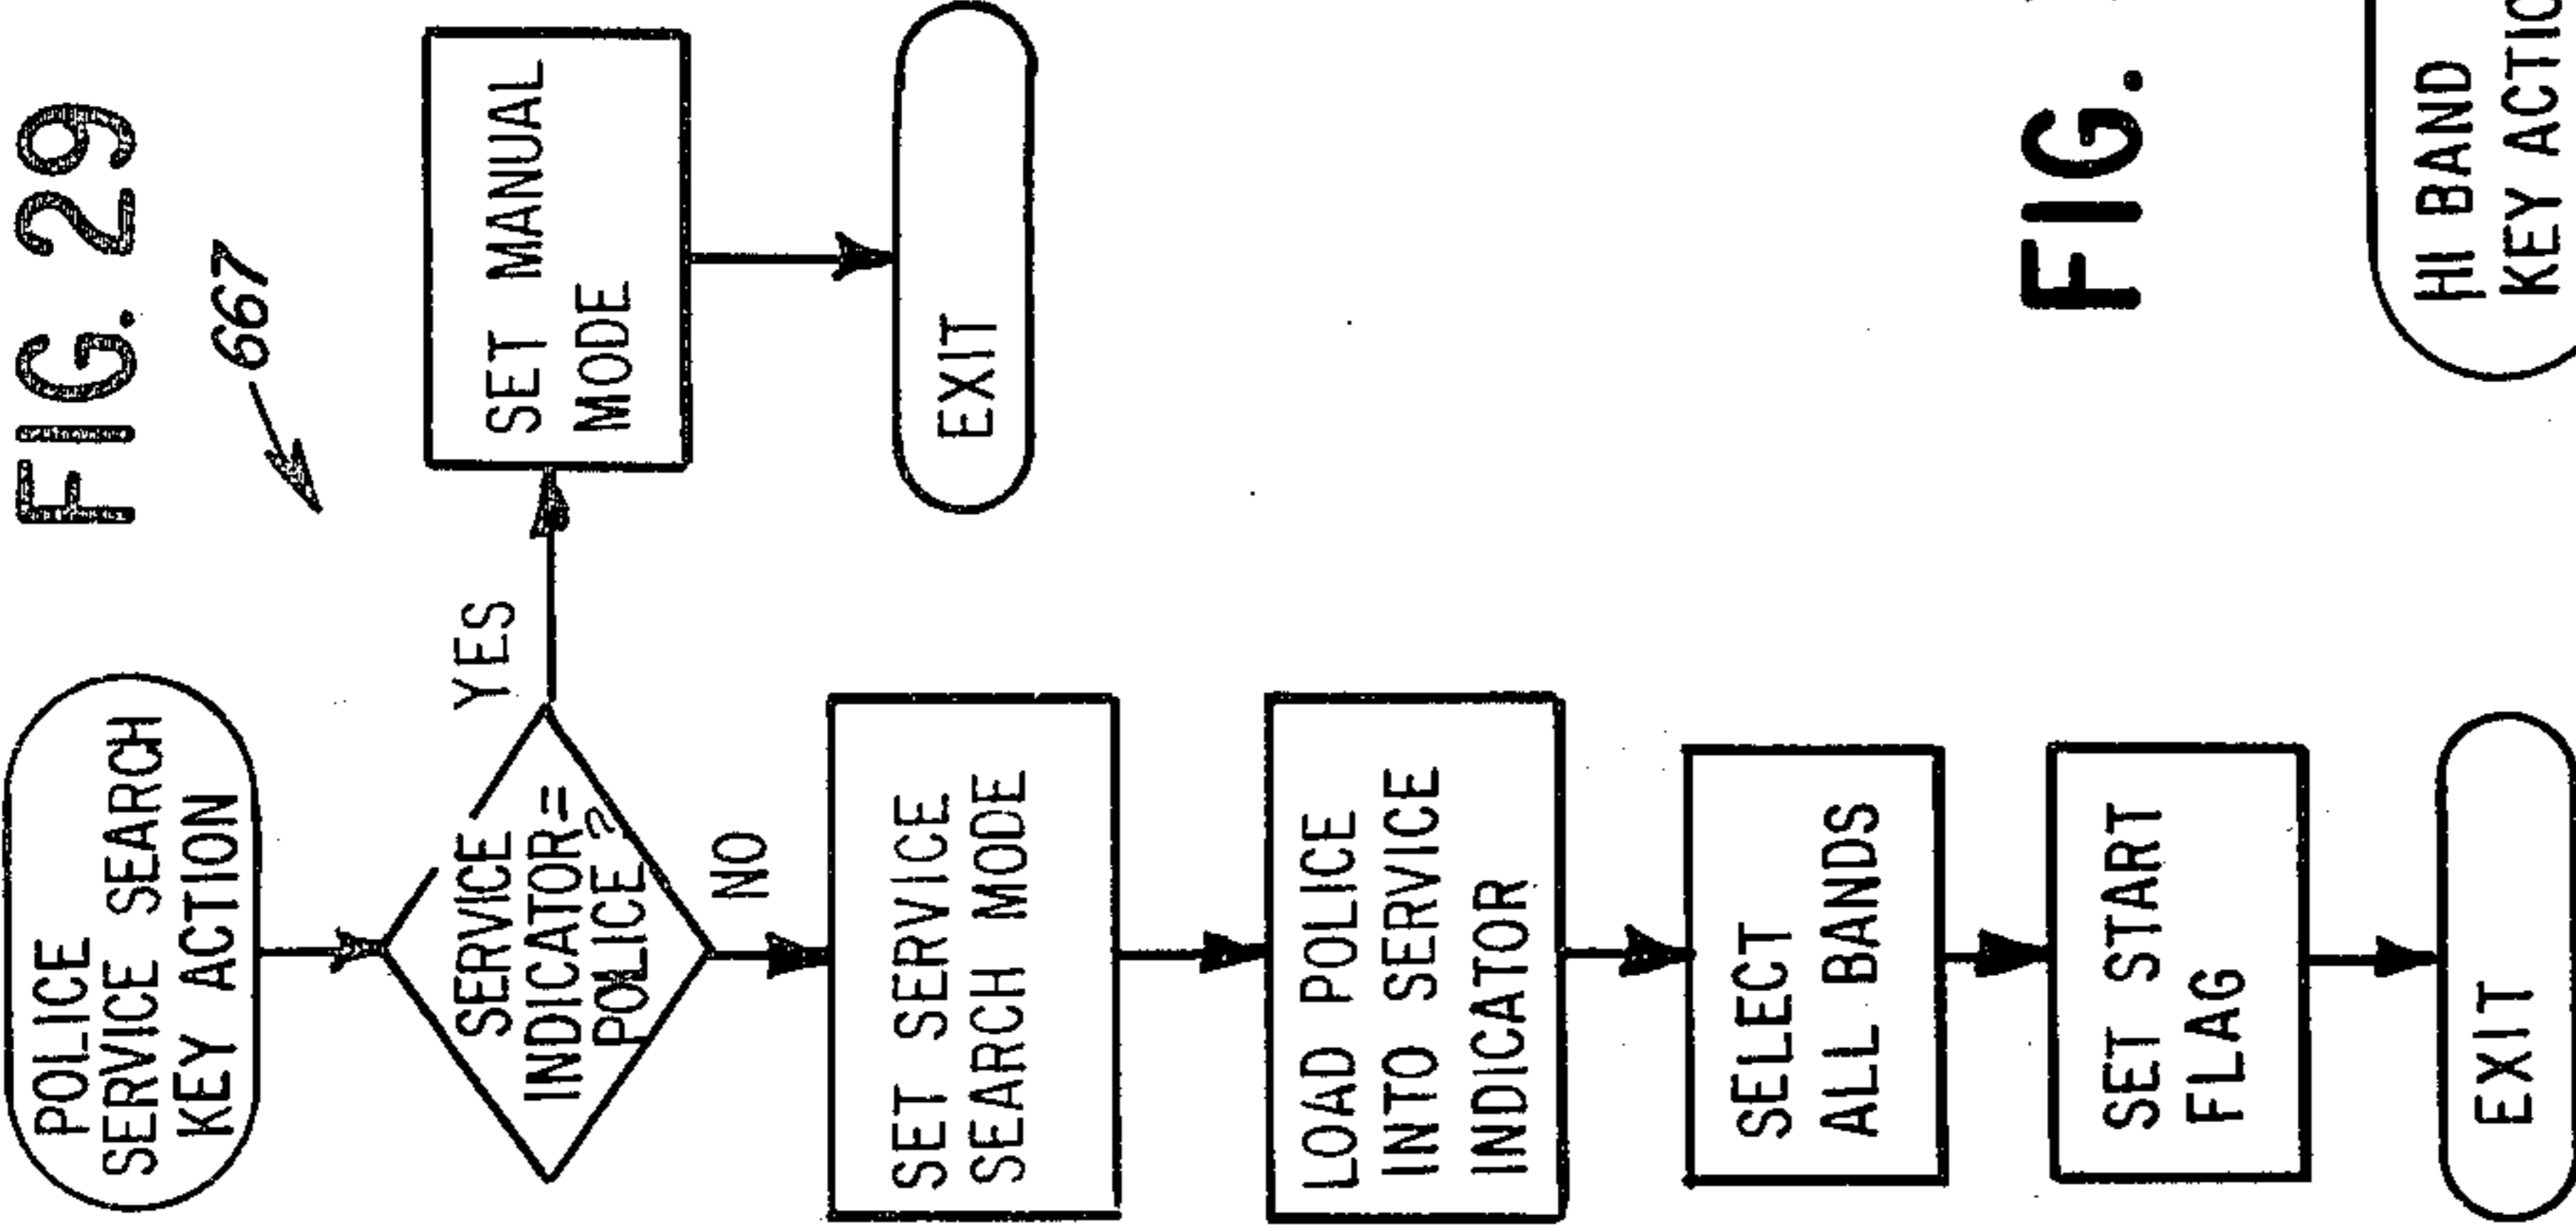 FIG. 29
667
POLICE
SERVICE SEARCH
KEY ACTION
SERVICE
INDICATOR=
POLICE ?
YES
SET MANUAL
MODE
EXIT
NO
SET SERVICE
SEARCH MODE
LOAD POLICE
INTO SERVICE
INDICATOR
SELECT
ALL BANDS
SET START
FLAG
EXIT
FIG.
HI BAND
KEY